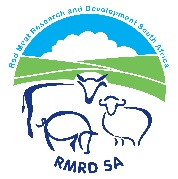 Red Meat Research and Development South Africa
RMRD SA